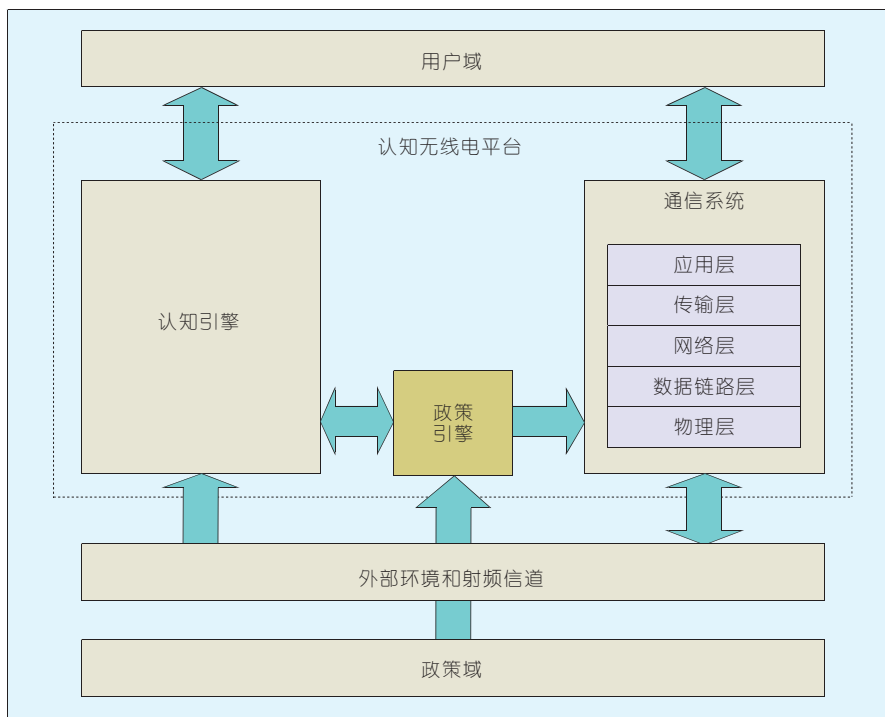 用户域
认知无线电平台
通信系统
应用层
传输层
网络层
数据链路层
物理层
认知引擎
政策
引擎
外部环境和射频信道
政策域